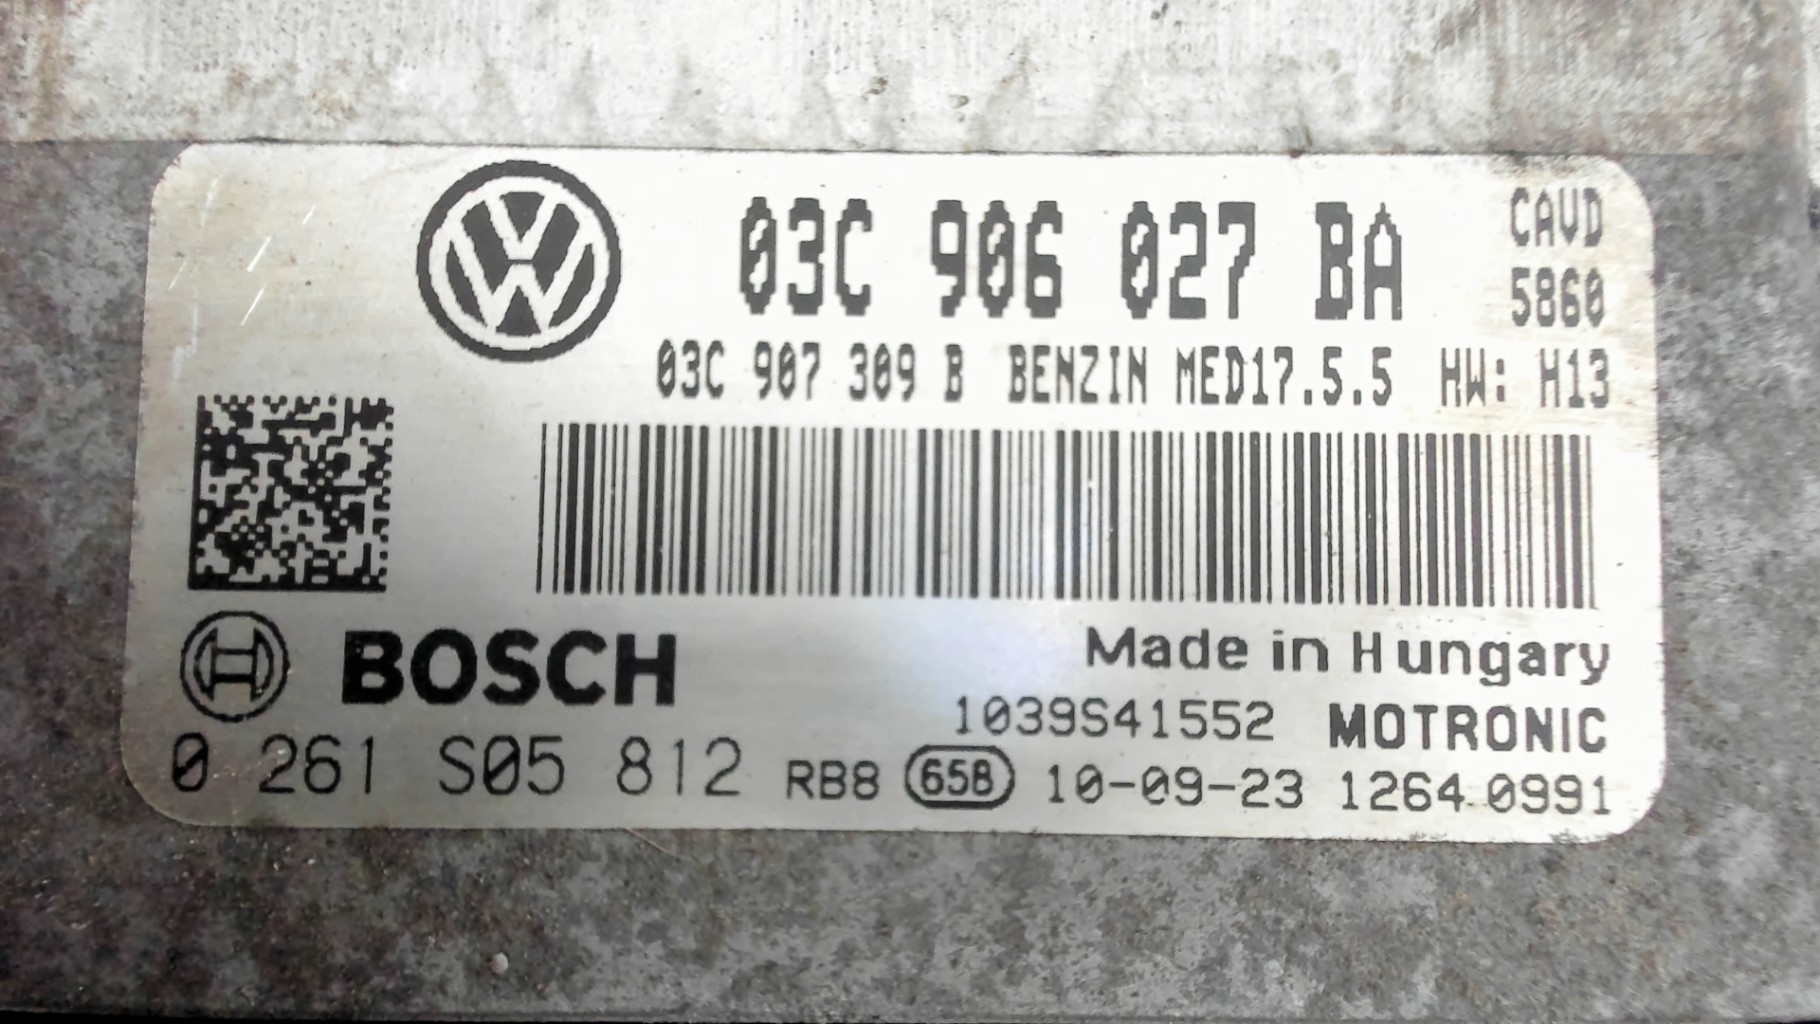 03C 906 027 BA CAVD
5860
03C 907 309 B BENZIN MED17.5.5 HW: H13
BOSCH
Made in Hungary
1039S41552 MOTRONIC
0 261 S05 812 RB8 65B 10-09-23 1264 0991